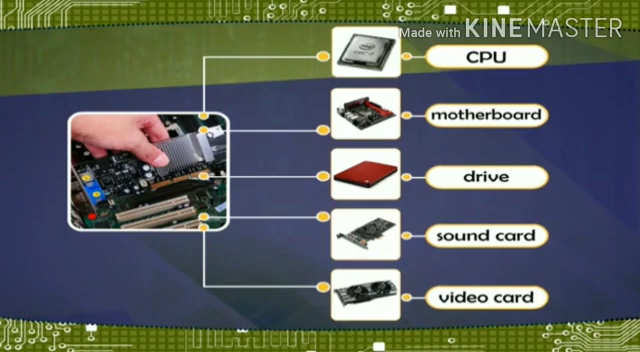 Made with KINEMASTER
CPU
motherboard
drive
sound card
video card